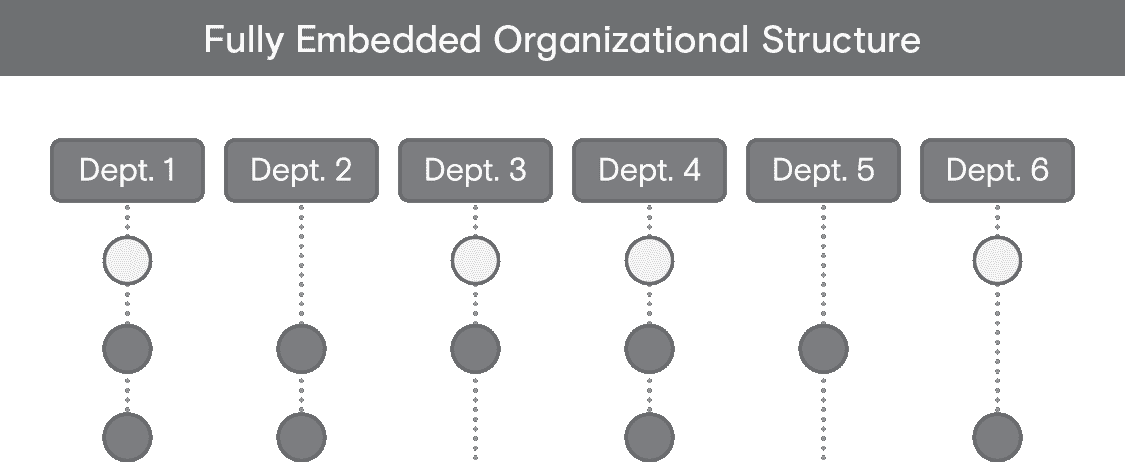 Fully Embedded Organizational Structure
Dept. 1
Dept. 2
Dept. 3
Dept. 4
Dept. 5
Dept. 6